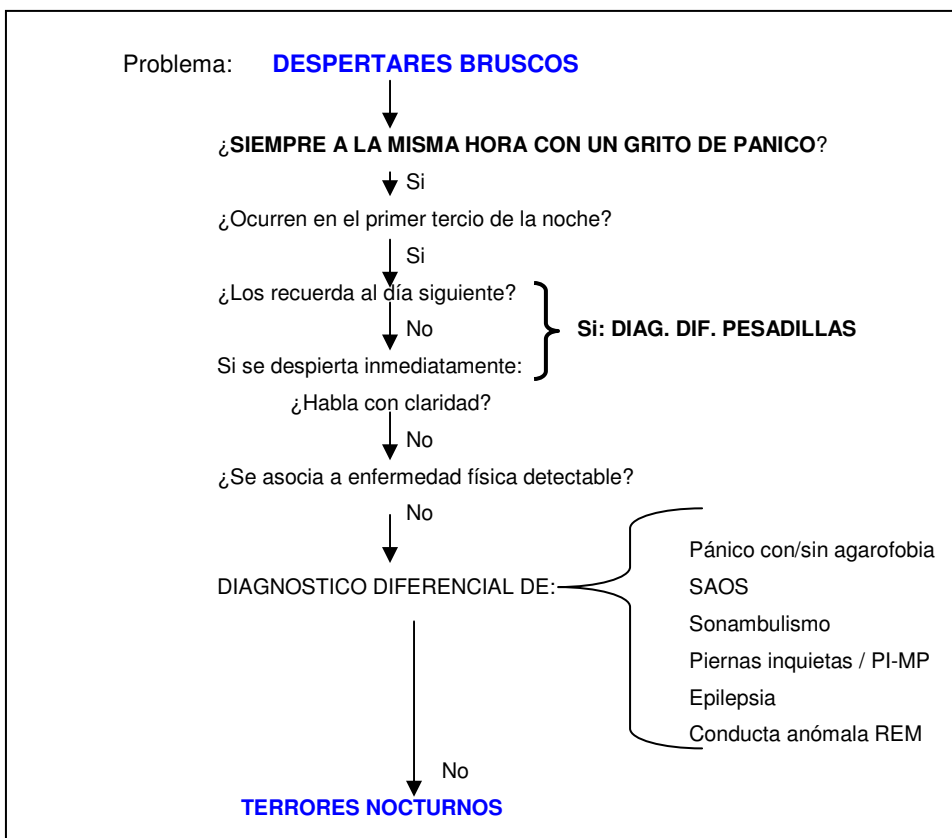 Problema: DESPERTARES BRUSCOS
¿SIEMPRE A LA MISMA HORA CON UN GRITO DE PANICO?
Si
¿Ocurren en el primer tercio de la noche?
Si
¿Los recuerda al día siguiente?
No
Si: DIAG. DIF. PESADILLAS
Si se despierta inmediatamente:
¿Habla con claridad?
No
¿Se asocia a enfermedad física detectable?
No
DIAGNOSTICO DIFERENCIAL DE:
Pánico con/sin agarofobia
SAOS
Sonambulismo
Piernas inquietas / PI-MP
Epilepsia
Conducta anómala REM
No
TERRORES NOCTURNOS